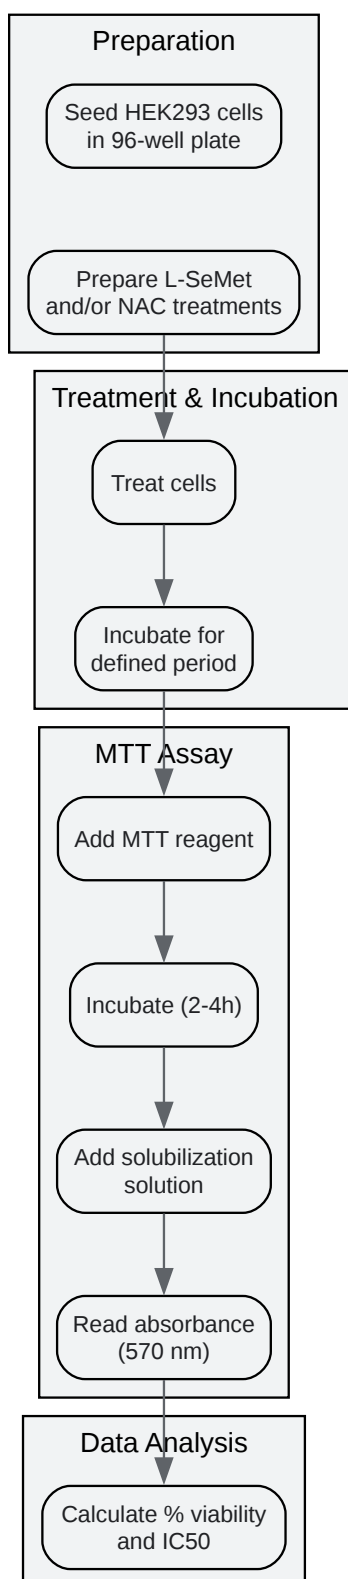 Preparation
Seed HEK293 cells
in 96-well plate
Prepare L-SeMet
and/or NAC treatments
Treatment & Incubation
Treat cells
Incubate for
defined period
MTT Assay
Add MTT reagent
Incubate (2-4h)
Add solubilization
solution
Read absorbance
(570 nm)
Data Analysis
Calculate % viability
and IC50